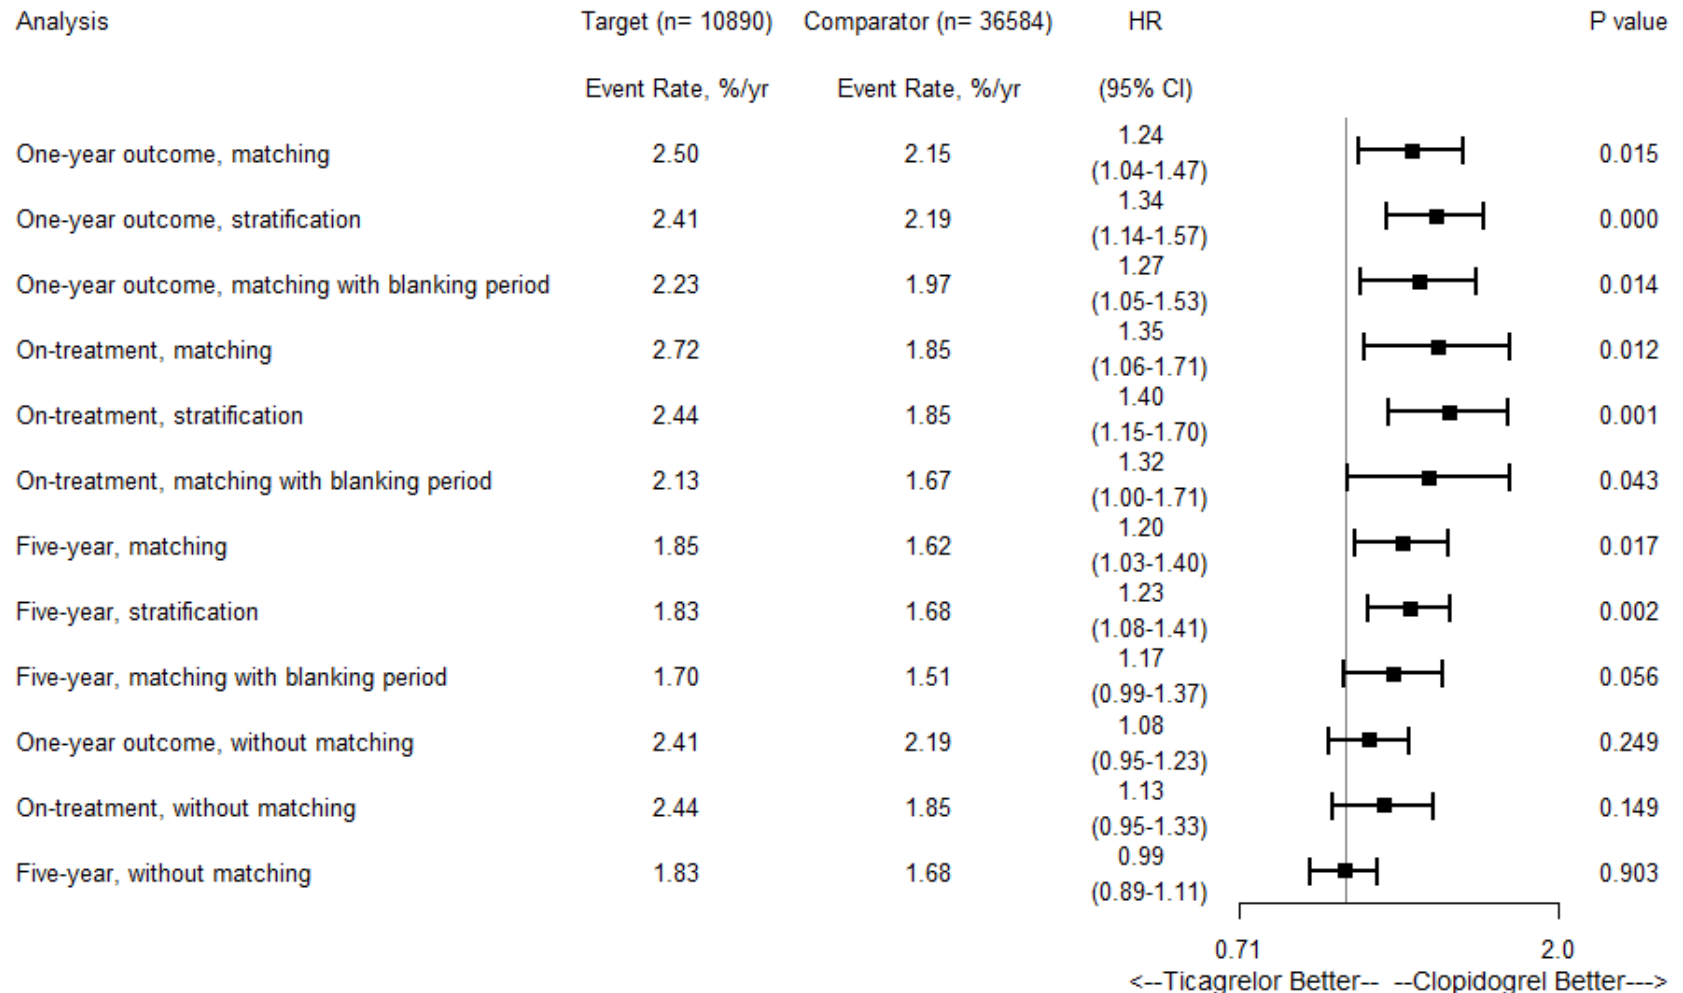 Analysis Target (n= 10890) Comparator (n= 36584) HR P value
Event Rate, %/yr Event Rate, %/yr (95% CI)
One-year outcome, matching 2.50 2.15 1.24 (1.04-1.47) 0.015
One-year outcome, stratification 2.41 2.19 1.34 (1.14-1.57) 0.000
One-year outcome, matching with blanking period 2.23 1.97 1.27 (1.05-1.53) 0.014
On-treatment, matching 2.72 1.85 1.35 (1.06-1.71) 0.012
On-treatment, stratification 2.44 1.85 1.40 (1.15-1.70) 0.001
On-treatment, matching with blanking period 2.13 1.67 1.32 (1.00-1.71) 0.043
Five-year, matching 1.85 1.62 1.20 (1.03-1.40) 0.017
Five-year, stratification 1.83 1.68 1.23 (1.08-1.41) 0.002
Five-year, matching with blanking period 1.70 1.51 1.17 (0.99-1.37) 0.056
One-year outcome, without matching 2.41 2.19 1.08 (0.95-1.23) 0.249
On-treatment, without matching 2.44 1.85 1.13 (0.95-1.33) 0.149
Five-year, without matching 1.83 1.68 0.99 (0.89-1.11) 0.903
0.71 2.0
<--Ticagrelor Better-- --Clopidogrel Better--->